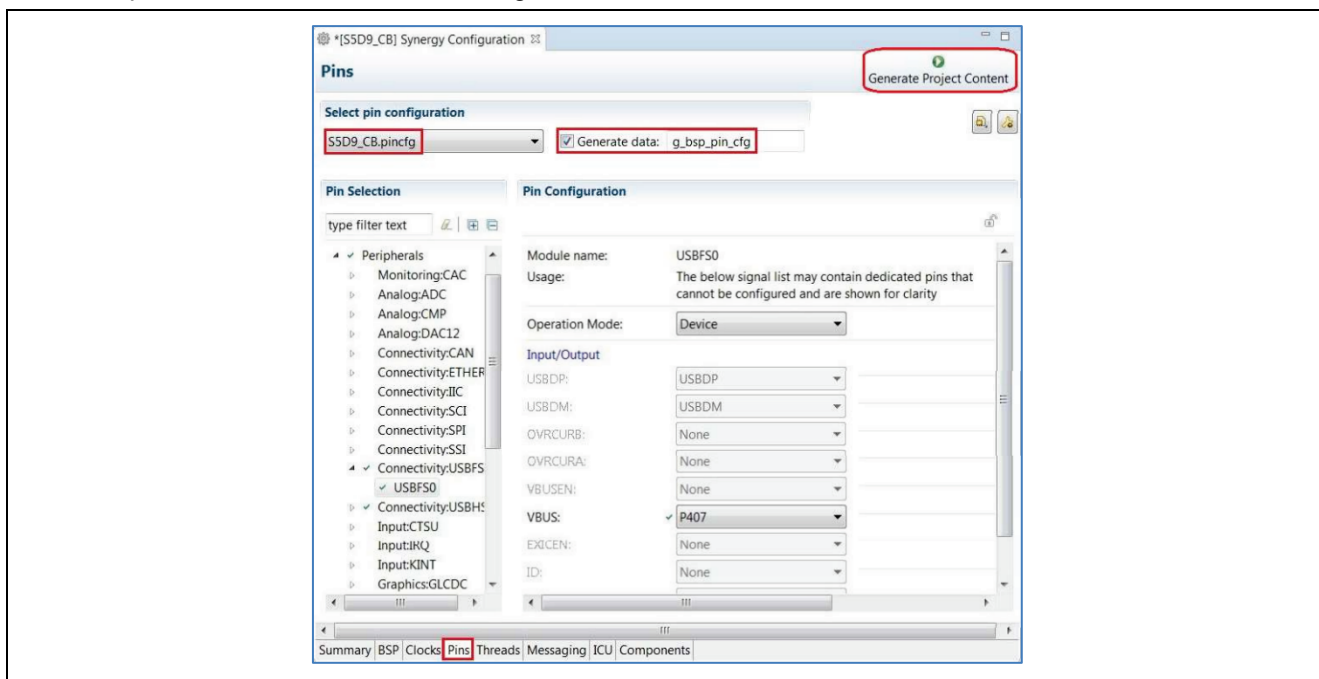 *[S5D9_CB] Synergy Configuration
Pins
Generate Project Content
Select pin configuration
S5D9_CB.pincfg
Generate data: g_bsp_pin_cfg
Pin Selection
type filter text
Peripherals
Monitoring:CAC
Analog:ADC
Analog:CMP
Analog:DAC12
Connectivity:CAN
Connectivity:ETHER
Connectivity:IIC
Connectivity:SCI
Connectivity:SPI
Connectivity:SSI
Connectivity:USBFS
USBFS0
Connectivity:USBHS
Input:CTSU
Input:IRQ
Input:KINT
Graphics:GLCDC
Pin Configuration
Module name: USBFS0
Usage: The below signal list may contain dedicated pins that
cannot be configured and are shown for clarity
Operation Mode: Device
Input/Output
USBDP: USBDP
USBDM: USBDM
OVRCURB: None
OVRCURA: None
VBUSEN: None
VBUS: P407
EXICEN: None
ID: None
Summary BSP Clocks Pins Threads Messaging ICU Components